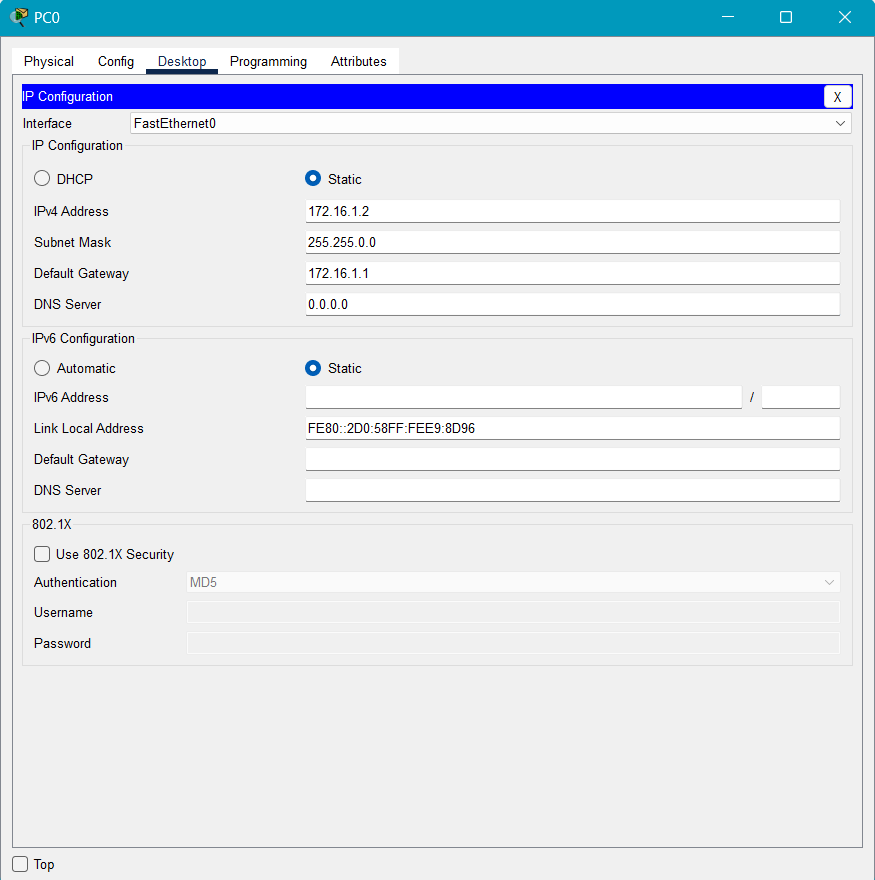 PC0
Physical Config Desktop Programming Attributes
IP Configuration X
Interface FastEthernet0
IP Configuration
DHCP Static
IPv4 Address 172.16.1.2
Subnet Mask 255.255.0.0
Default Gateway 172.16.1.1
DNS Server 0.0.0.0
IPv6 Configuration
Automatic Static
IPv6 Address /
Link Local Address FE80::2D0:58FF:FEE9:8D96
Default Gateway
DNS Server
802.1X
Use 802.1X Security
Authentication MD5
Username
Password
Top